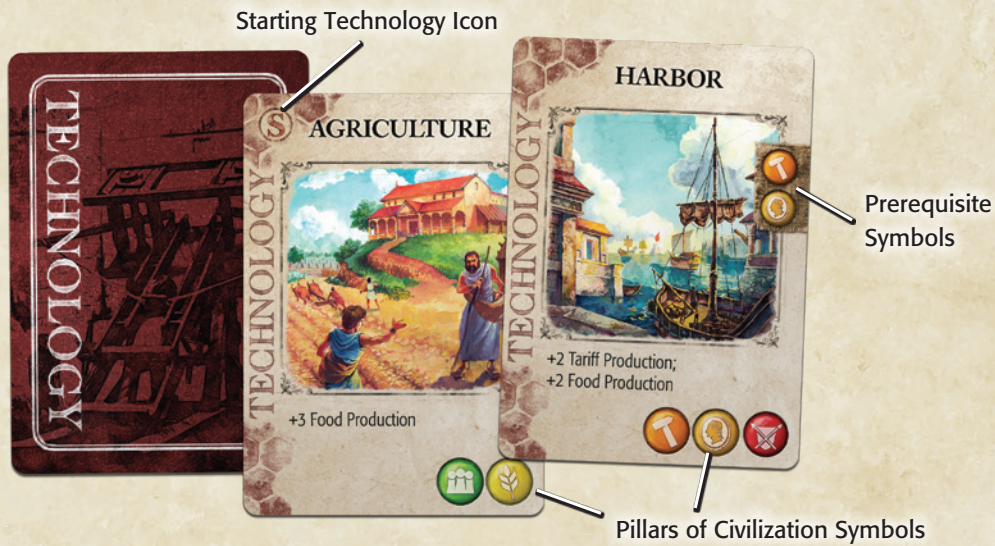 Starting Technology Icon
TECHNOLOGY
S
AGRICULTURE
TECHNOLOGY
+3 Food Production
HARBOR
TECHNOLOGY
+2 Tariff Production;
+2 Food Production
Prerequisite
Symbols
Pillars of Civilization Symbols